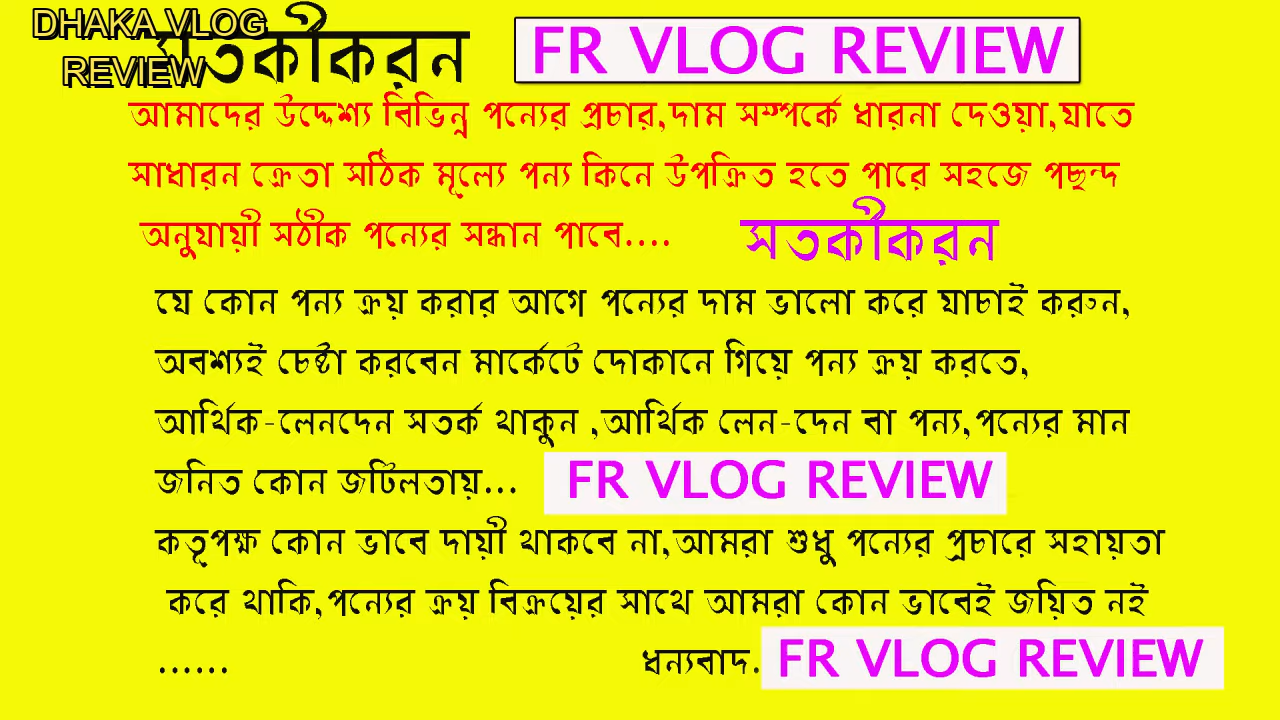 DHAKA VLOG
REVIEW
সতকীকরন FR VLOG REVIEW
আমাদের উদ্দেশ্য বিভিন্ন পন্যের প্রচার,দাম সম্পর্কে ধারনা দেওয়া,যাতে
সাধারন ক্রেতা সঠিক মূল্যে পন্য কিনে উপক্রিত হতে পারে সহজে পছন্দ
অনুযায়ী সঠীক পন্যের সন্ধান পাবে....
সতকীকরন
যে কোন পন্য ক্রয় করার আগে পন্যের দাম ভালো করে যাচাই করুন,
অবশ্যই চেষ্টা করবেন মার্কেটে দোকানে গিয়ে পন্য ক্রয় করতে,
আর্থিক-লেনদেন সতর্ক থাকুন ,আর্থিক লেন-দেন বা পন্য,পন্যের মান
জনিত কোন জটিলতায়... FR VLOG REVIEW
কতৃপক্ষ কোন ভাবে দায়ী থাকবে না,আমরা শুধু পন্যের প্রচারে সহায়তা
করে থাকি,পন্যের ক্রয় বিক্রয়ের সাথে আমরা কোন ভাবেই জয়িত নই
...... ধন্যবাদ. FR VLOG REVIEW